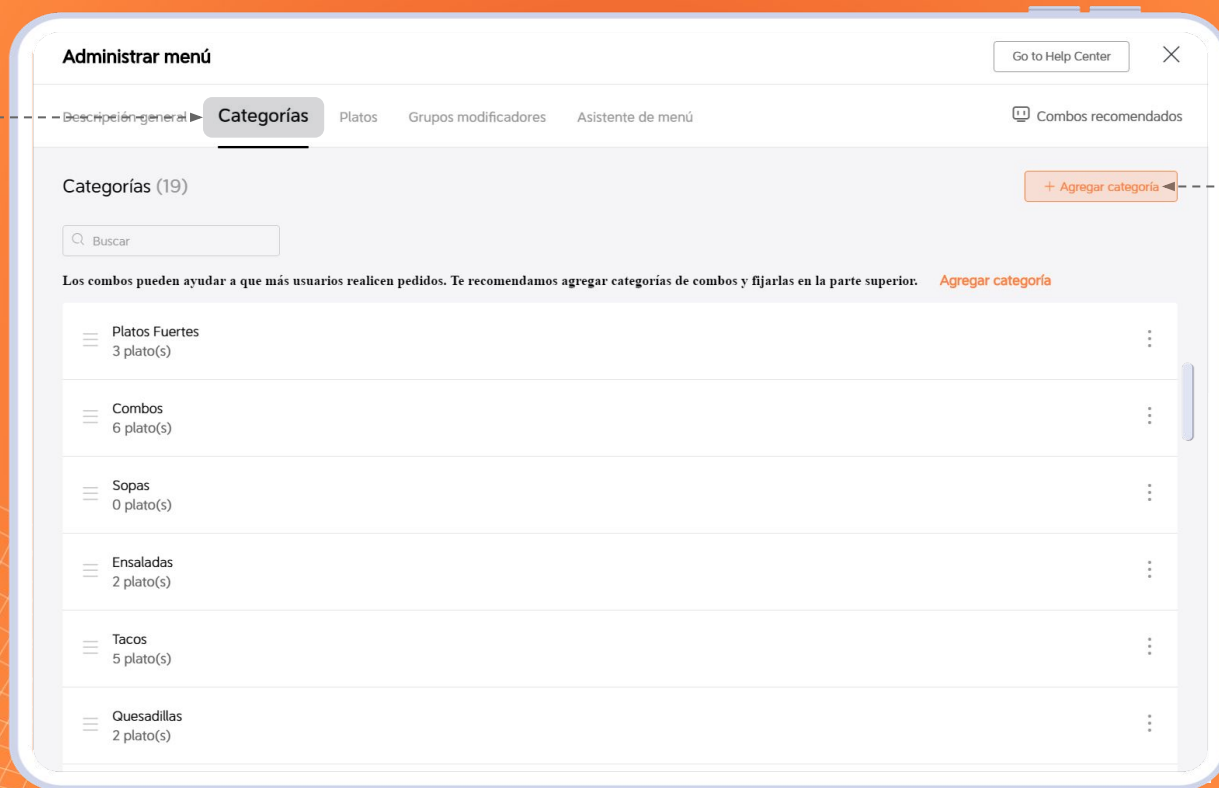 Administrar menú
Go to Help Center
Descripción general
Categorías
Platos
Grupos modificadores
Asistente de menú
Combos recomendados
Categorías (19)
+ Agregar categoría
Buscar
Los combos pueden ayudar a que más usuarios realicen pedidos. Te recomendamos agregar categorías de combos y fijarlas en la parte superior.
Agregar categoría
Platos Fuertes
3 plato(s)
Combos
6 plato(s)
Sopas
0 plato(s)
Ensaladas
2 plato(s)
Tacos
5 plato(s)
Quesadillas
2 plato(s)